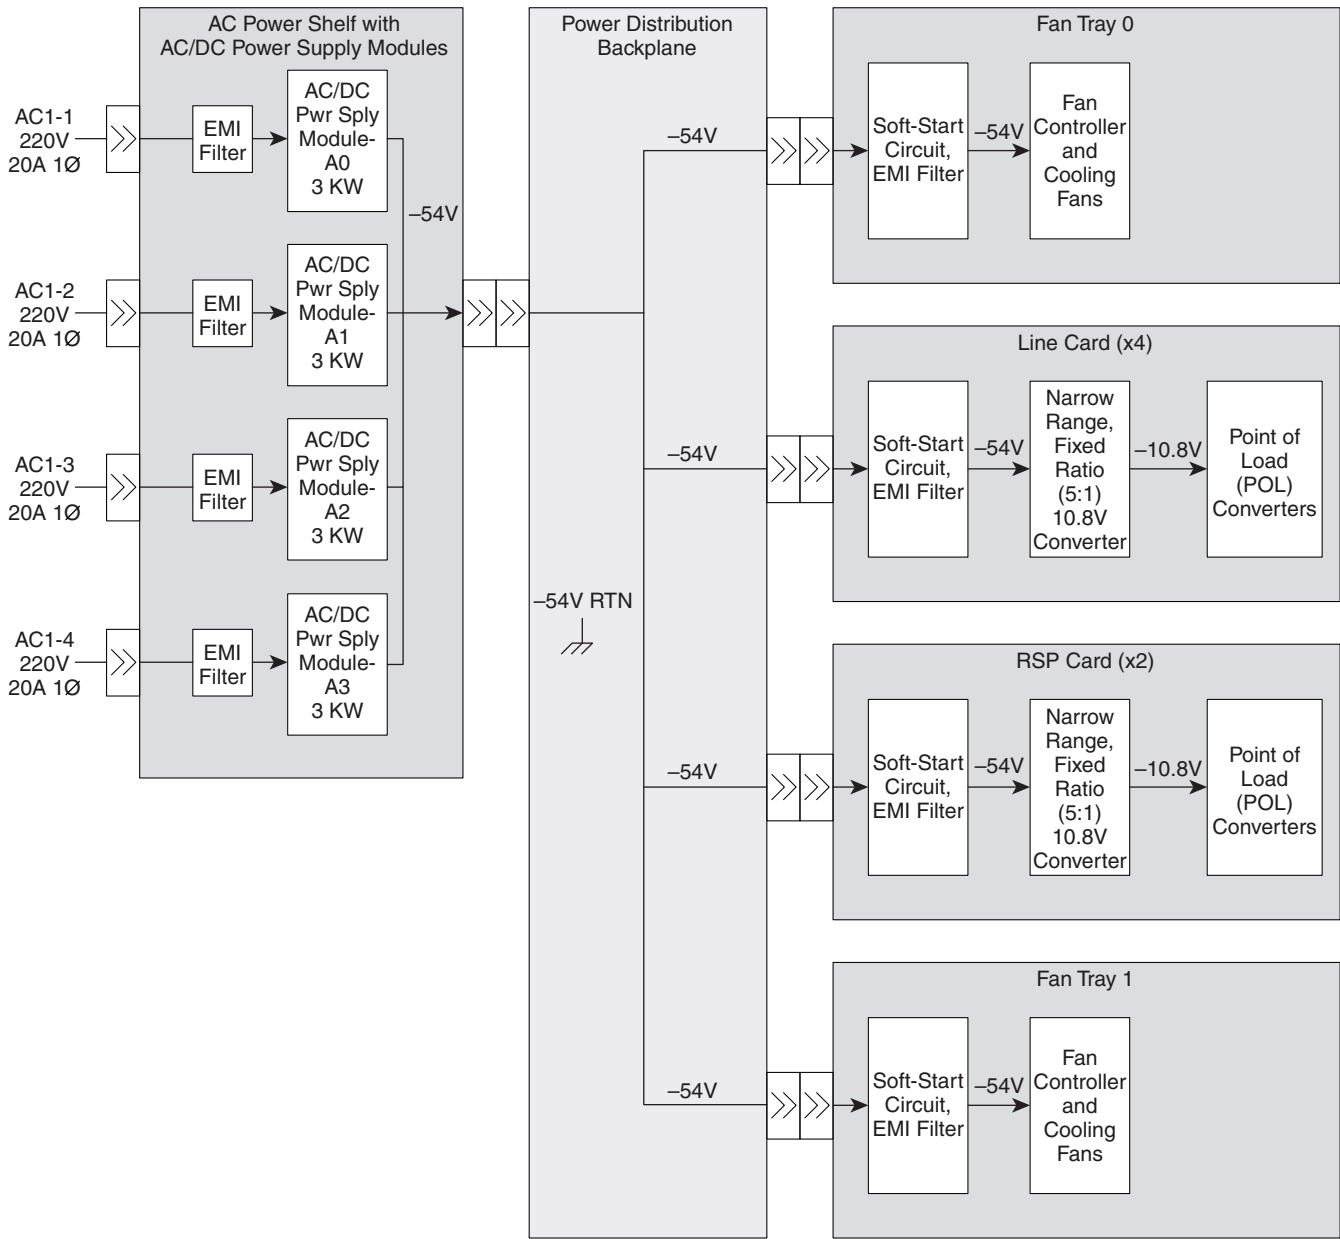 AC Power Shelf with
AC/DC Power Supply Modules
AC1-1
220V
20A 1Ø
EMI
Filter
AC/DC
Pwr Sply
Module-
A0
3 KW
–54V
AC1-2
220V
20A 1Ø
EMI
Filter
AC/DC
Pwr Sply
Module-
A1
3 KW
AC1-3
220V
20A 1Ø
EMI
Filter
AC/DC
Pwr Sply
Module-
A2
3 KW
AC1-4
220V
20A 1Ø
EMI
Filter
AC/DC
Pwr Sply
Module-
A3
3 KW
Power Distribution
Backplane
–54V
–54V
–54V RTN
–54V
–54V
Fan Tray 0
Soft-Start
Circuit,
EMI Filter
–54V
Fan
Controller
and
Cooling
Fans
Line Card (x4)
Soft-Start
Circuit,
EMI Filter
–54V
Narrow
Range,
Fixed
Ratio
(5:1)
10.8V
Converter
–10.8V
Point of
Load
(POL)
Converters
RSP Card (x2)
Soft-Start
Circuit,
EMI Filter
–54V
Narrow
Range,
Fixed
Ratio
(5:1)
10.8V
Converter
–10.8V
Point of
Load
(POL)
Converters
Fan Tray 1
Soft-Start
Circuit,
EMI Filter
–54V
Fan
Controller
and
Cooling
Fans